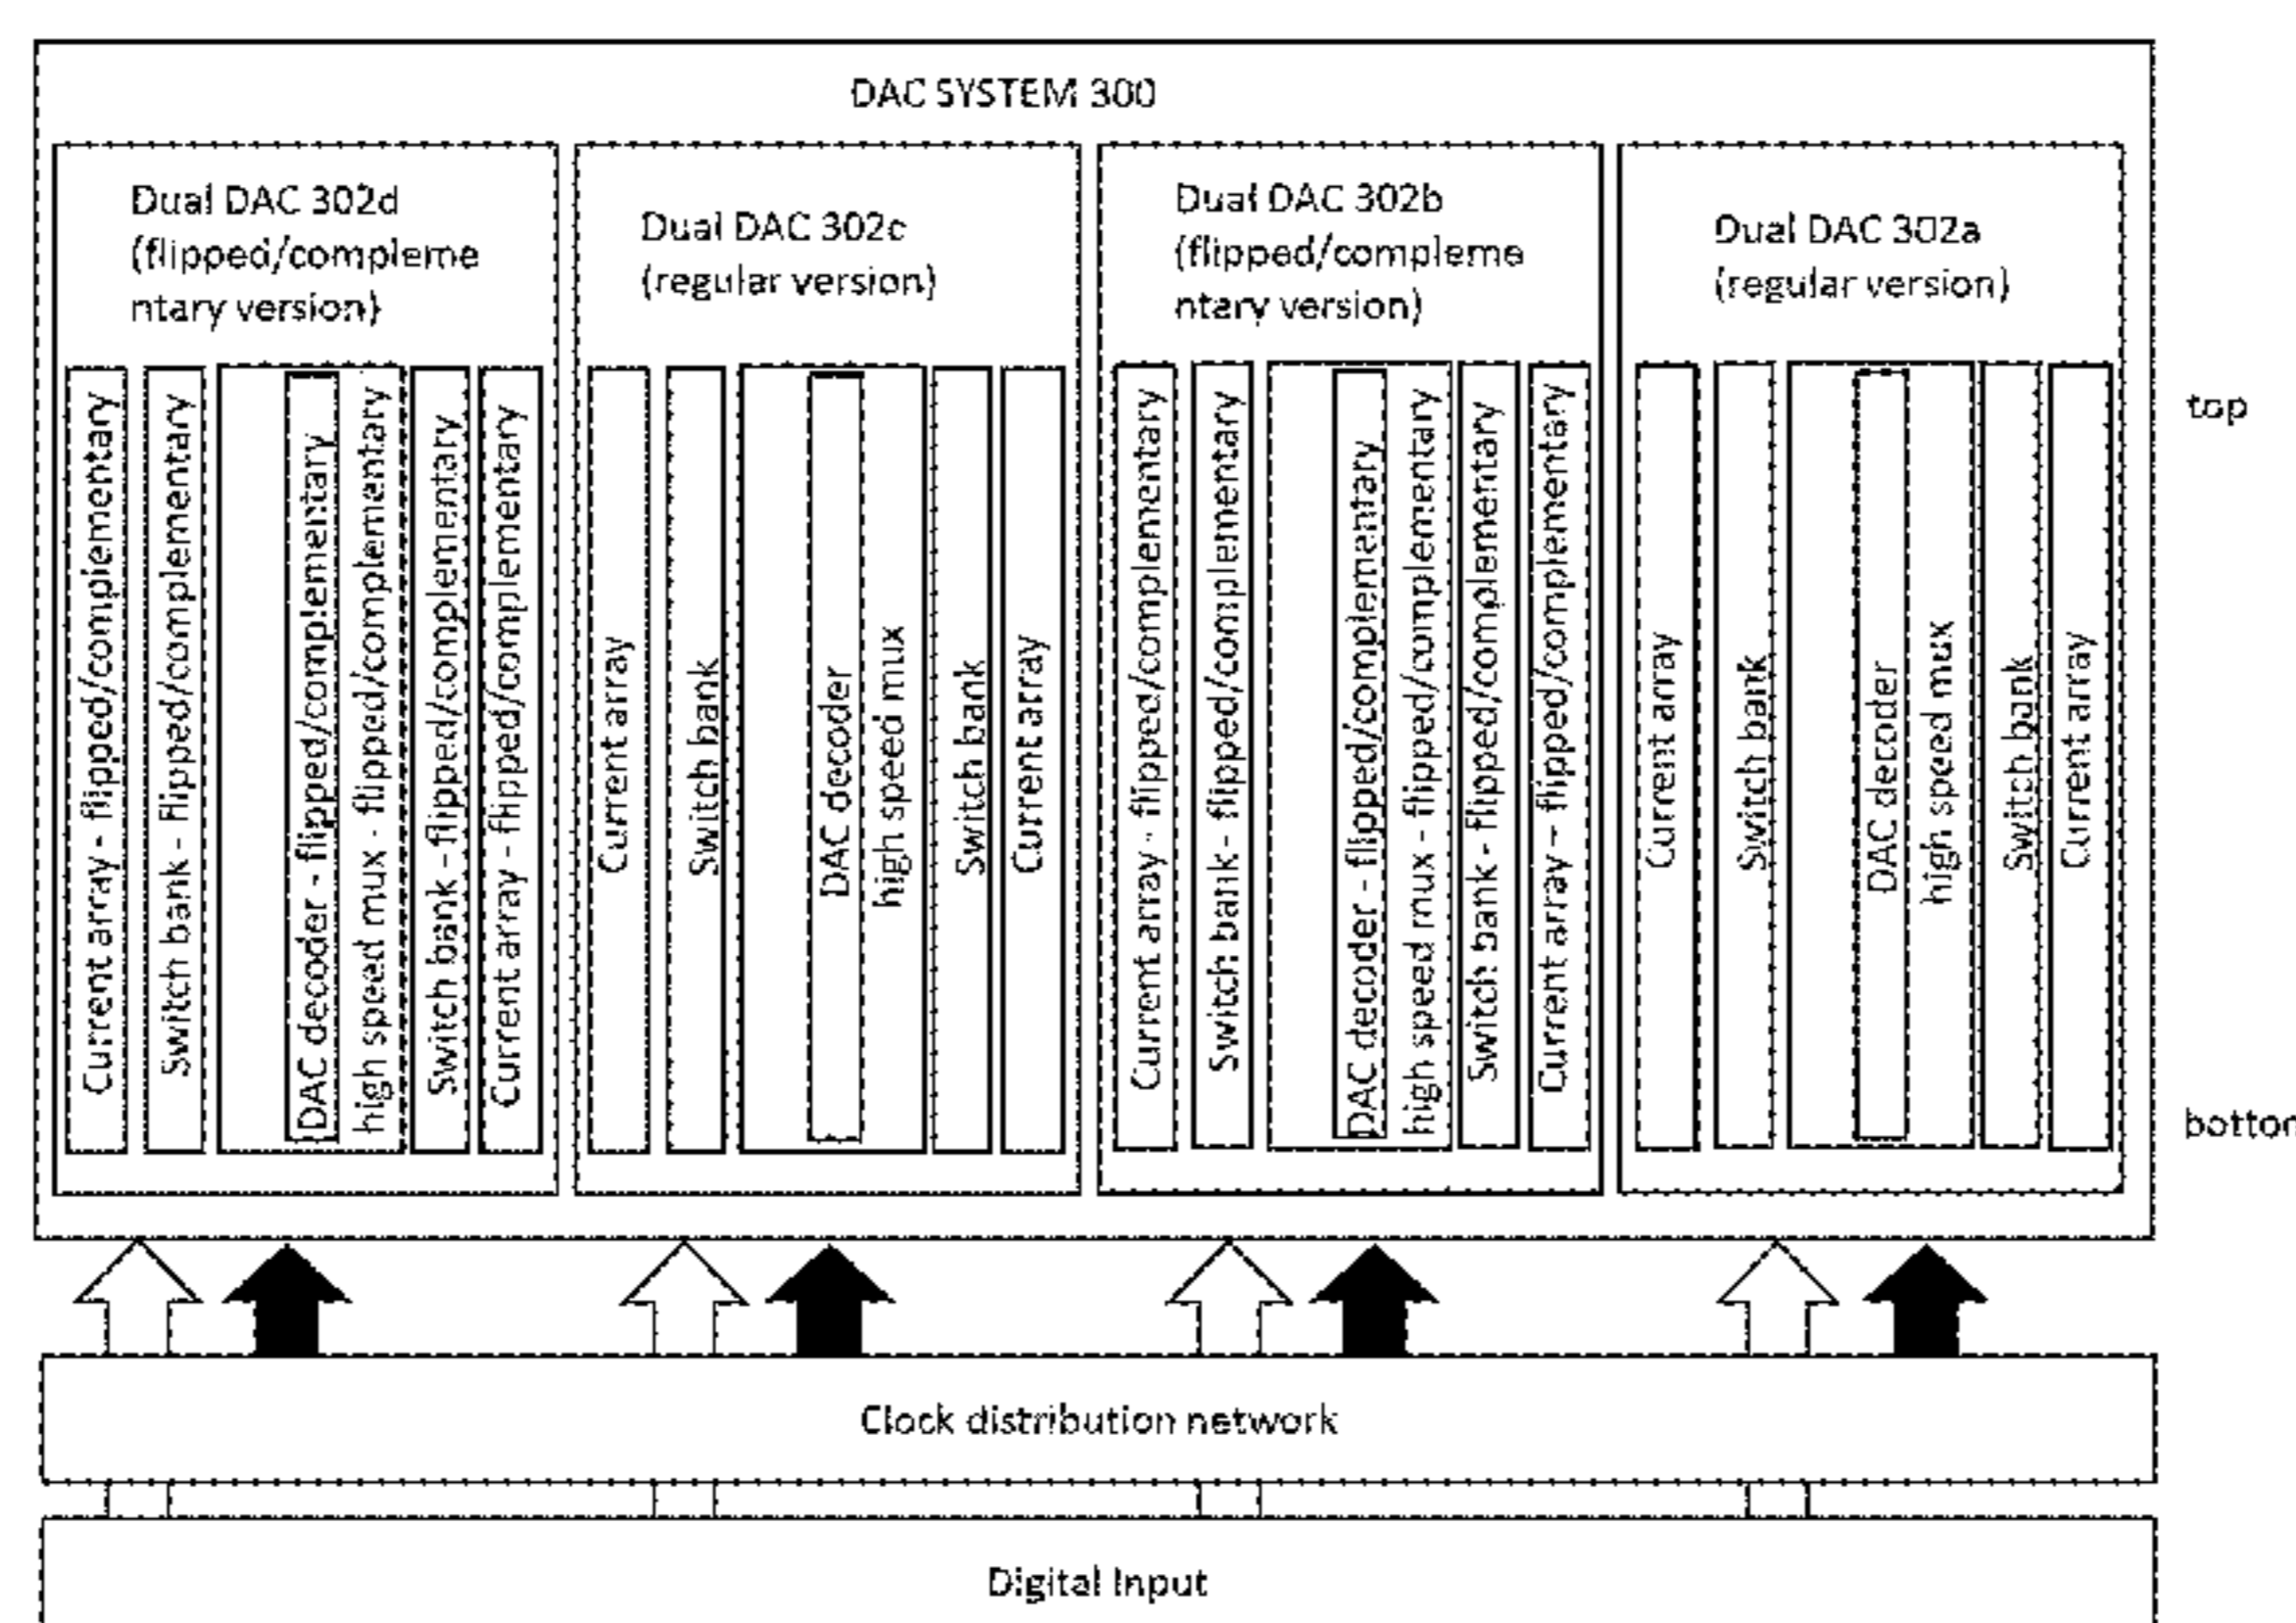 DAC SYSTEM 300
Dual DAC 302d
(flipped/compleme
ntary version)
Current array - flipped/complementary
Switch bank - flipped/complementary
DAC decoder - flipped/complementary
high speed mux - flipped/complementary
Switch bank - flipped/complementary
Current array - flipped/complementary
Dual DAC 302c
(regular version)
Current array
Switch bank
DAC decoder
high speed mux
Switch bank
Current array
Dual DAC 302b
(flipped/compleme
ntary version)
Current array - flipped/complementary
Switch bank - flipped/complementary
DAC decoder - flipped/complementary
high speed mux - flipped/complementary
Switch bank - flipped/complementary
Current array - flipped/complementary
Dual DAC 302a
(regular version)
Current array
Switch bank
DAC decoder
high speed mux
Switch bank
Current array
top
botton
Clock distribution network
Digital Input